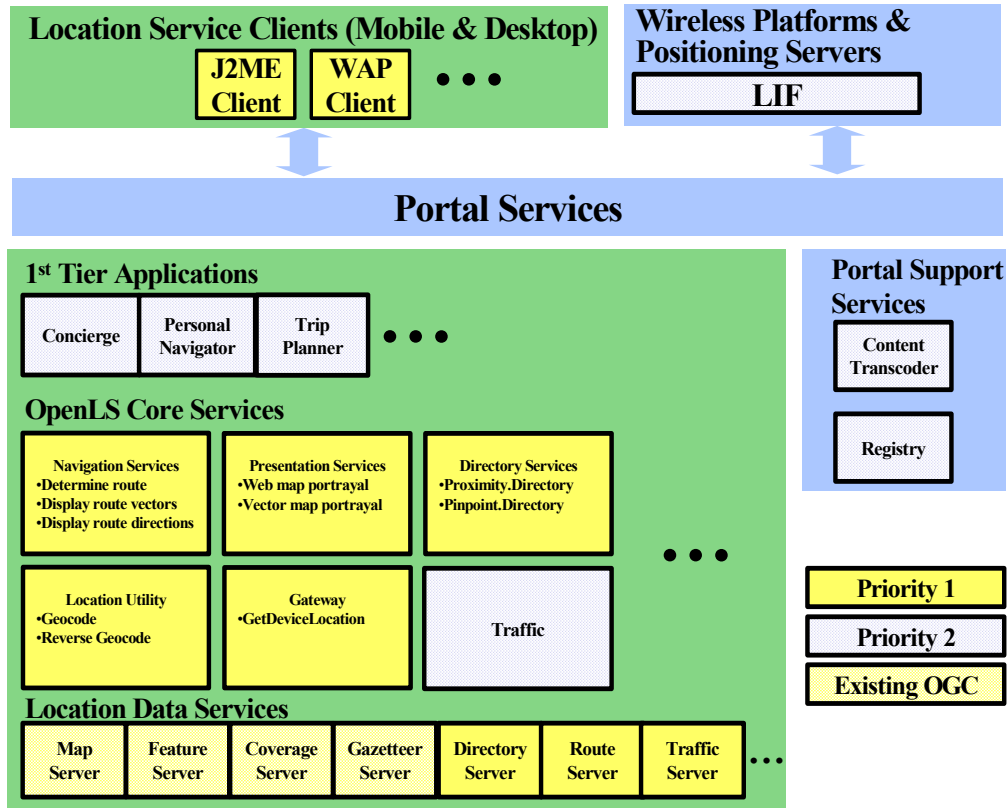 Location Service Clients (Mobile & Desktop)
J2ME
Client
WAP
Client
• • •
Wireless Platforms &
Positioning Servers
LIF
Portal Services
1st Tier Applications
Concierge
Personal
Navigator
Trip
Planner
• • •
Portal Support
Services
Content
Transcoder
Registry
OpenLS Core Services
Navigation Services
•Determine route
•Display route vectors
•Display route directions
Presentation Services
•Web map portrayal
•Vector map portrayal
Directory Services
•Proximity.Directory
•Pinpoint.Directory
• • •
Location Utility
•Geocode
•Reverse Geocode
Gateway
•GetDeviceLocation
Traffic
Priority 1
Priority 2
Existing OGC
Location Data Services
Map
Server
Feature
Server
Coverage
Server
Gazetteer
Server
Directory
Server
Route
Server
Traffic
Server
•••